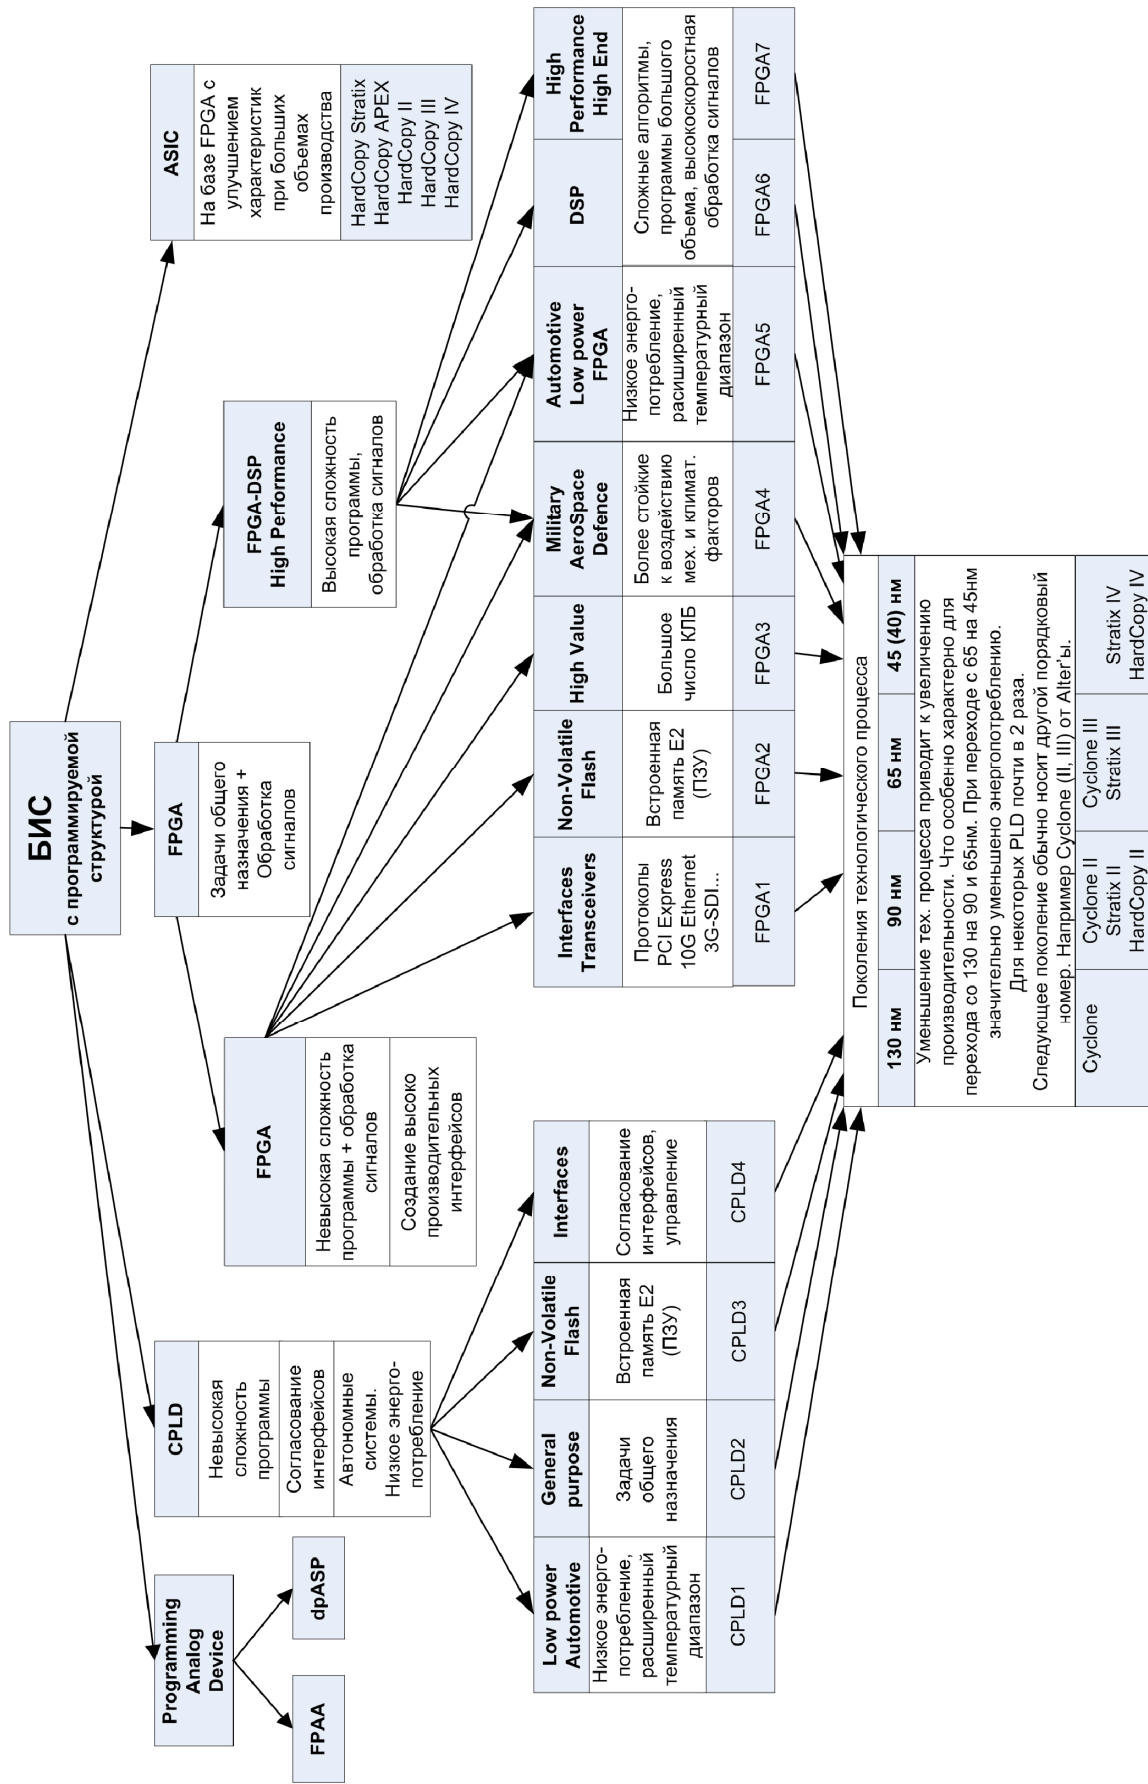 БИС
с программируемой
структурой
Programming
Analog
Device
FPAA
dpASP
CPLD
Невысокая
сложность
программы
Согласование
интерфейсов
Автономные
системы.
Низкое энерго-
потребление
FPGA
Задачи общего
назначения +
Обработка
сигналов
ASIC
На базе FPGA с
улучшением
характеристик
при больших
объемах
производства
HardCopy Stratix
HardCopy APEX
HardCopy II
HardCopy III
HardCopy IV
FPGA
Невысокая сложность
программы + обработка
сигналов
Создание высоко
производительных
интерфейсов
FPGA-DSP
High Performance
Высокая сложность
программы,
обработка сигналов
Low power
Automotive
Низкое энерго-
потребление,
расширенный
температурный
диапазон
CPLD1
General
purpose
Задачи
общего
назначения
CPLD2
Non-Volatile
Flash
Встроенная
память E2
(ПЗУ)
CPLD3
Interfaces
Согласование
интерфейсов,
управление
CPLD4
Interfaces
Transceivers
Протоколы
PCI Express
10G Ethernet
3G-SDI...
FPGA1
Non-Volatile
Flash
Встроенная
память E2
(ПЗУ)
FPGA2
High Value
Большое
число КЛБ
FPGA3
Military
AeroSpace
Defence
Более стойкие
к воздействию
мех. и климат.
факторов
FPGA4
Automotive
Low power
FPGA
Низкое энерго-
потребление,
расишеренный
температурный
диапазон
FPGA5
DSP
High
Performance
High End
Сложные алгоритмы,
программы большого
объема, высокоскоростная
обработка сигналов
FPGA6
FPGA7
Поколения технологического процесса
130 нм
90 нм
65 нм
45 (40) нм
Уменьшение тех. процесса приводит к увеличению
производительности. Что особенно характерно для
перехода со 130 на 90 и 65нм. При переходе с 65 на 45нм
значительно уменьшено энергопотреблению.
Для некоторых PLD почти в 2 раза.
Следующее поколение обычно носит другой порядковый
номер. Например Cyclone (II, III) от Alter'ы.
Cyclone
Cyclone II
Stratix II
HardCopy II
Cyclone III
Stratix III
Stratix IV
HardCopy IV